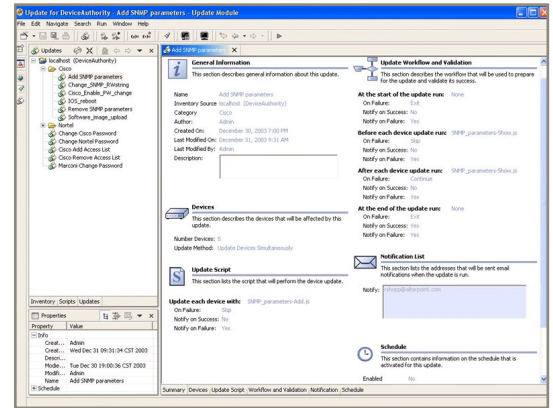 Update for DeviceAuthority - Add SNMP parameters - Update Module
File Edit Navigate Search Run Window Help
Updates
localhost (DeviceAuthority)
Cisco
Add SNMP parameters
Change_SNMP_RWstring
Cisco_Enable_PW_change
IOS_reboot
Remove SNMP parameters
Software_image_upload
Nortel
Change Cisco Password
Change Nortel Password
Cisco Add Access List
Cisco Remove Access List
Marconi Change Password
Inventory Scripts Updates
Properties
Property Value
Info
Creat... Admin
Creat... Wed Dec 31 09:31:34 CST 2003
Descri...
Mode... Tue Dec 30 19:00:36 CST 2003
Modifi... Admin
Name Add SNMP parameters
Schedule
Add SNMP parameters
General Information
This section describes general information about this update.
Name Add SNMP parameters
Inventory Source localhost (DeviceAuthority)
Category Cisco
Author: Admin
Created On: December 30, 2003 7:00 PM
Last Modified On: December 31, 2003 9:31 AM
Last Modified By: Admin
Description:
Devices
This section describes the devices that will be affected by this
update.
Number Devices: 5
Update Method: Update Devices Simultaneously
Update Script
This section lists the script that will perform the device update.
Update each device with: SNMP_parameters-Add.js
On Failure: Skip
Notify on Success: No
Notify on Failure: Yes
Update Workflow and Validation
This section describes the workflow that will be used to prepare
for the update and validate its success.
At the start of the update run: None
On Failure: Exit
Notify on Success: No
Notify on Failure: Yes
Before each device update run: SNMP_parameters-Show.js
On Failure: Skip
Notify on Success: No
Notify on Failure: Yes
After each device update run: SNMP_parameters-Show.js
On Failure: Continue
Notify on Success: Yes
Notify on Failure: Yes
At the end of the update run: None
On Failure: Exit
Notify on Success: Yes
Notify on Failure: Yes
Notification List
This section lists the addresses that will be sent email
notifications when the update is run.
Notify: rshopp@alterpoint.com
Schedule
This section contains information on the schedule that is
activated for this update.
Enabled No
Summary Devices Update Script Workflow and Validation Notification Schedule